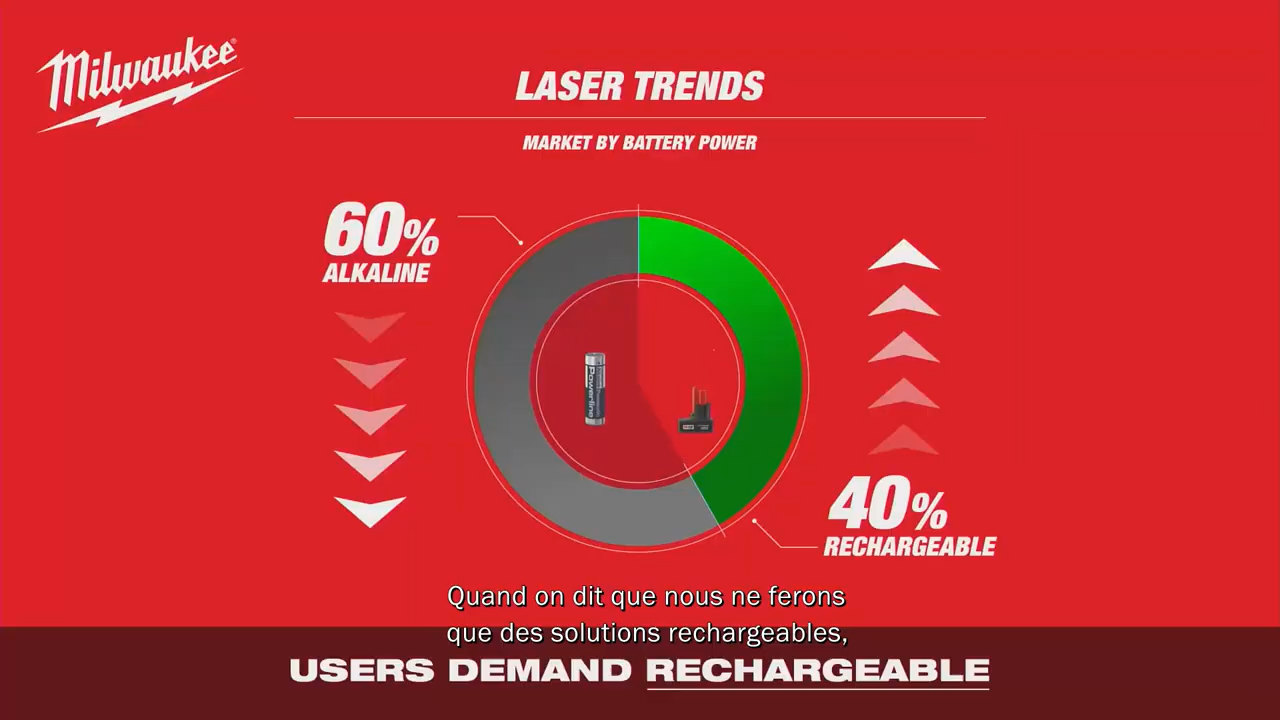 Milwaukee®
LASER TRENDS
MARKET BY BATTERY POWER
60%
ALKALINE
Powerline
40%
RECHARGEABLE
Quand on dit que nous ne ferons
que des solutions rechargeables,
USERS DEMAND RECHARGEABLE